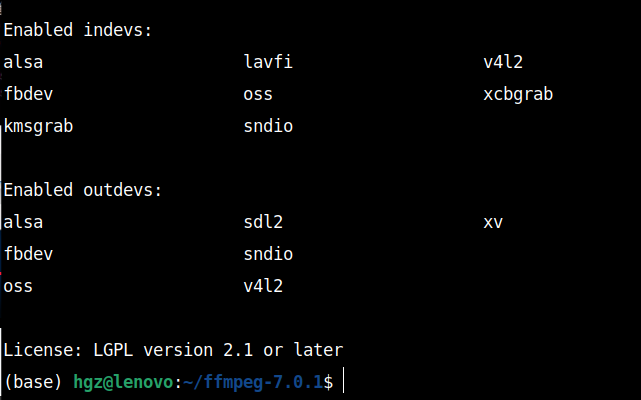 Enabled indevs:
alsa lavfi v4l2
fbdev oss xcbgrab
kmsgrab sndio
Enabled outdevs:
alsa sdl2 xv
fbdev sndio
oss v4l2
License: LGPL version 2.1 or later
(base) hgz@lenovo:~/ffmpeg-7.0.1$